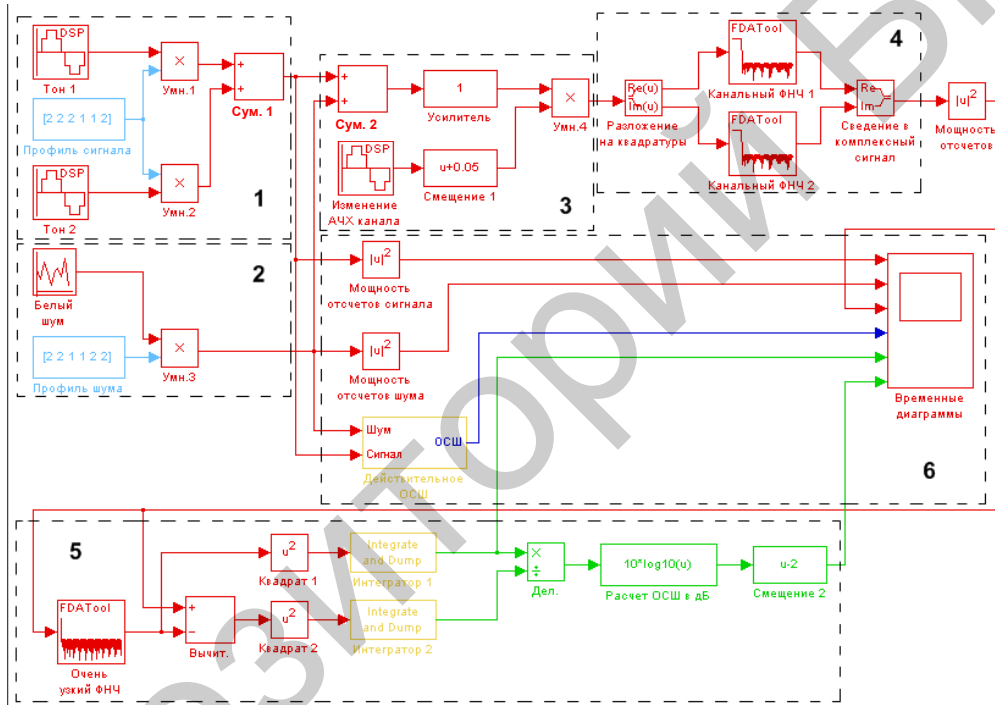 DSP
Тон 1
×
Умн.1
+
+
Сум. 1
[2 2 2 1 1 2]
Профиль сигнала
DSP
Тон 2
×
Умн.2
1
Белый
шум
2
[2 2 1 1 2 2]
Профиль шума
×
Умн.3
+
+
Сум. 2
1
Усилитель
×
Умн.4
DSP
Изменение
АЧХ канала
u+0.05
Смещение 1
3
Re(u)
Im(u)
Разложение
на квадратуры
FDATool
Канальный ФНЧ 1
FDATool
Канальный ФНЧ 2
4
Re
Im
Сведение в
комплексный
сигнал
|u|2
Мощность
отсчетов
|u|2
Мощность
отсчетов сигнала
|u|2
Мощность
отсчетов шума
Шум
ОСШ
Сигнал
Действительное
ОСШ
Временные
диаграммы
6
5
FDATool
Очень
узкий ФНЧ
+
−
Вычит.
u2
Квадрат 1
u2
Квадрат 2
Integrate
and Dump
Интегратор 1
Integrate
and Dump
Интегратор 2
×
÷
Дел.
10*log10(u)
Расчет ОСШ в дБ
u-2
Смещение 2
зиторий Б